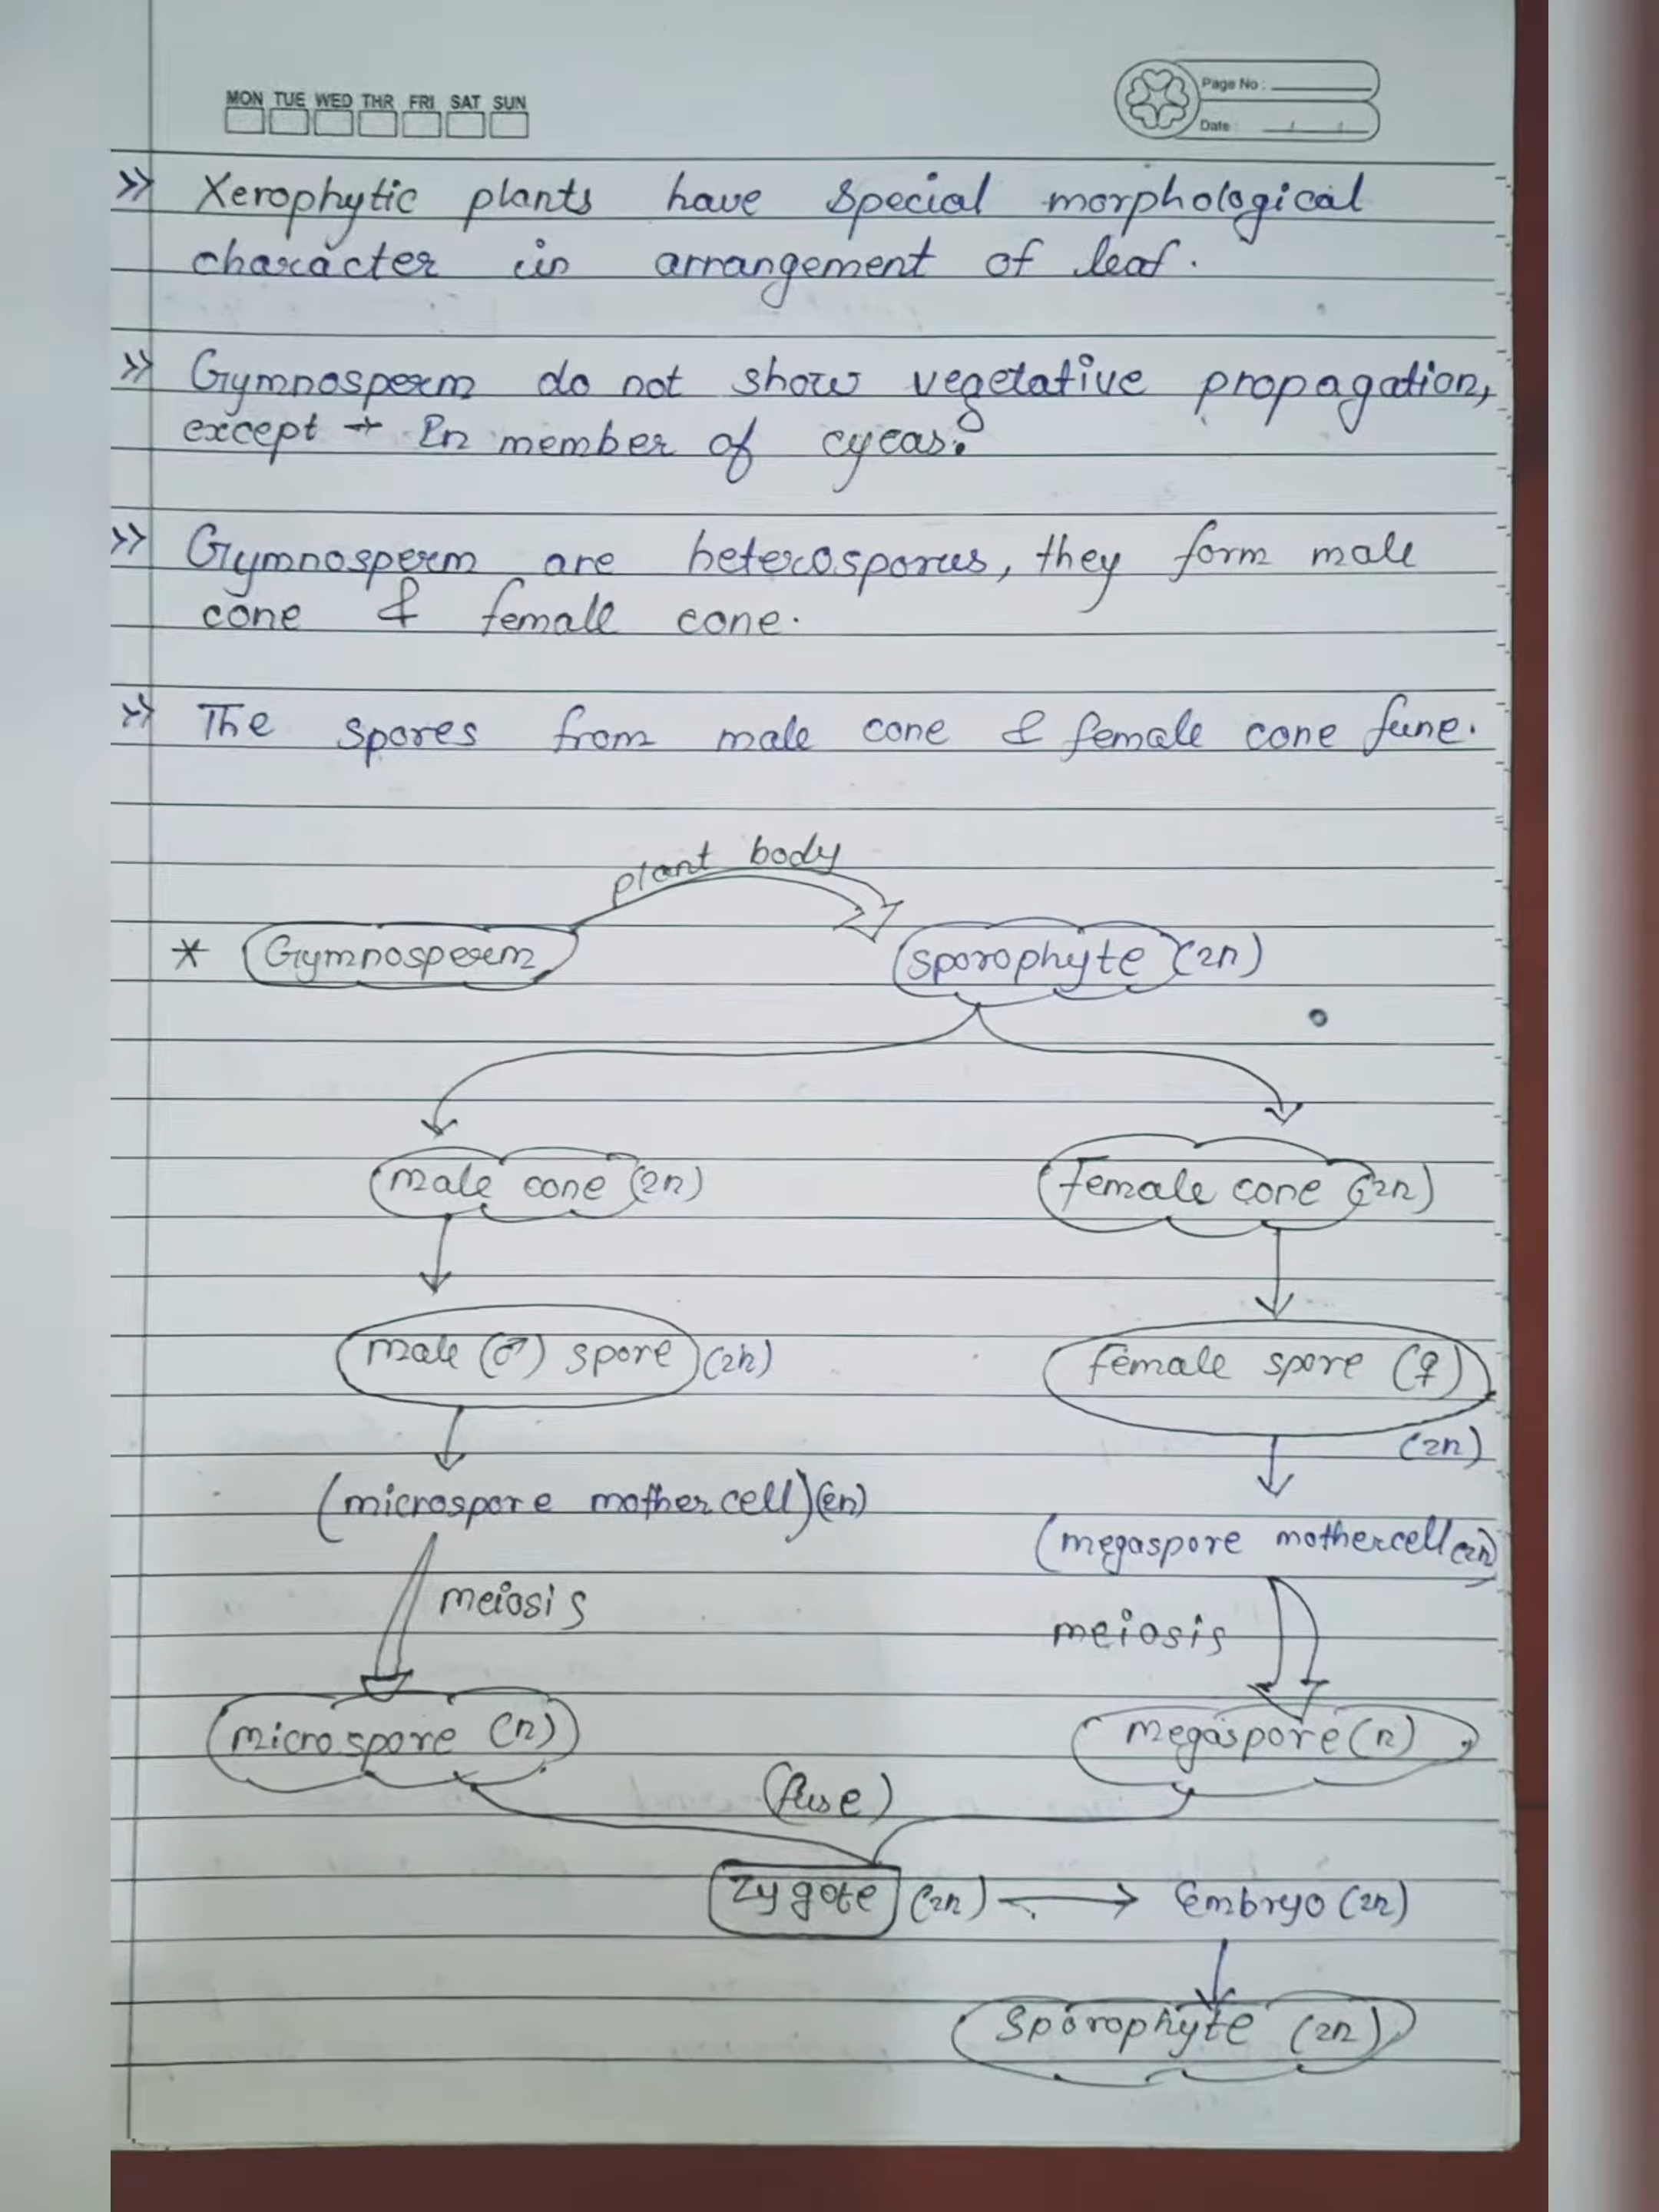 MON TUE WED THR FRI SAT SUN
Page No :
Date :
>> Xerophytic plants have special morphological
character in arrangement of leaf.
>> Gymnosperm do not show vegetative propagation,
except → In member of cycas.
>> Gymnosperm are heterosporus, they form male
cone & female cone.
>> The spores from male cone & female cone fune.
plant body
* Gymnosperm
sporophyte (2n)
male cone (2n)
female cone (2n)
male (♂) spore (2n)
female spore (♀)
(2n)
(microspore mother cell) (2n)
(megaspore mothercell (2n)
meiosis
meiosis
microspore (n)
megaspore (n)
(fuse)
Zygote (2n) → Embryo (2n)
Sporophyte (2n)